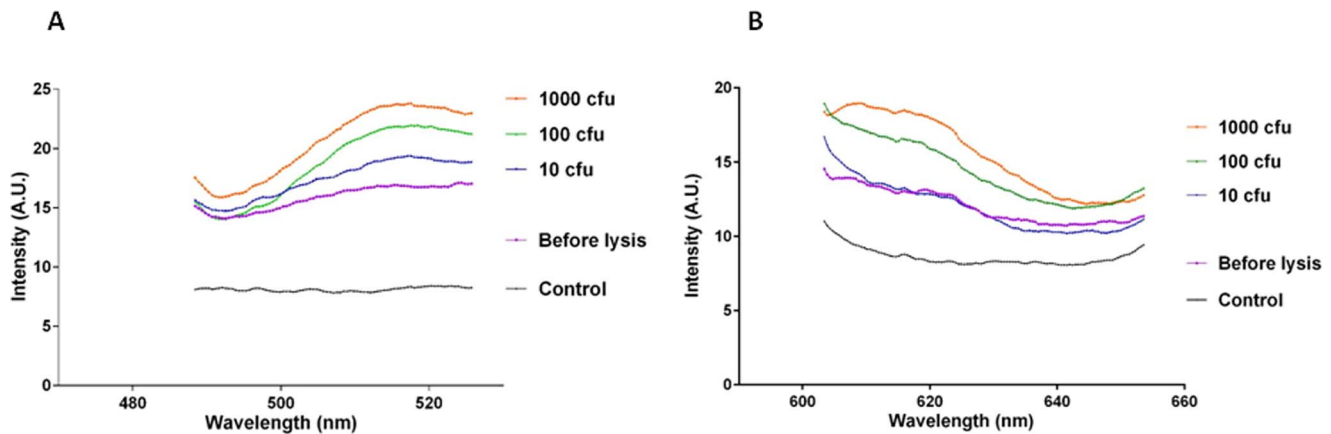 A
Intensity (A.U.)
25
20
15
10
5
0
480
500
520
Wavelength (nm)
1000 cfu
100 cfu
10 cfu
Before lysis
Control
B
Intensity (A.U.)
20
15
10
5
0
600
620
640
660
Wavelength (nm)
1000 cfu
100 cfu
10 cfu
Before lysis
Control